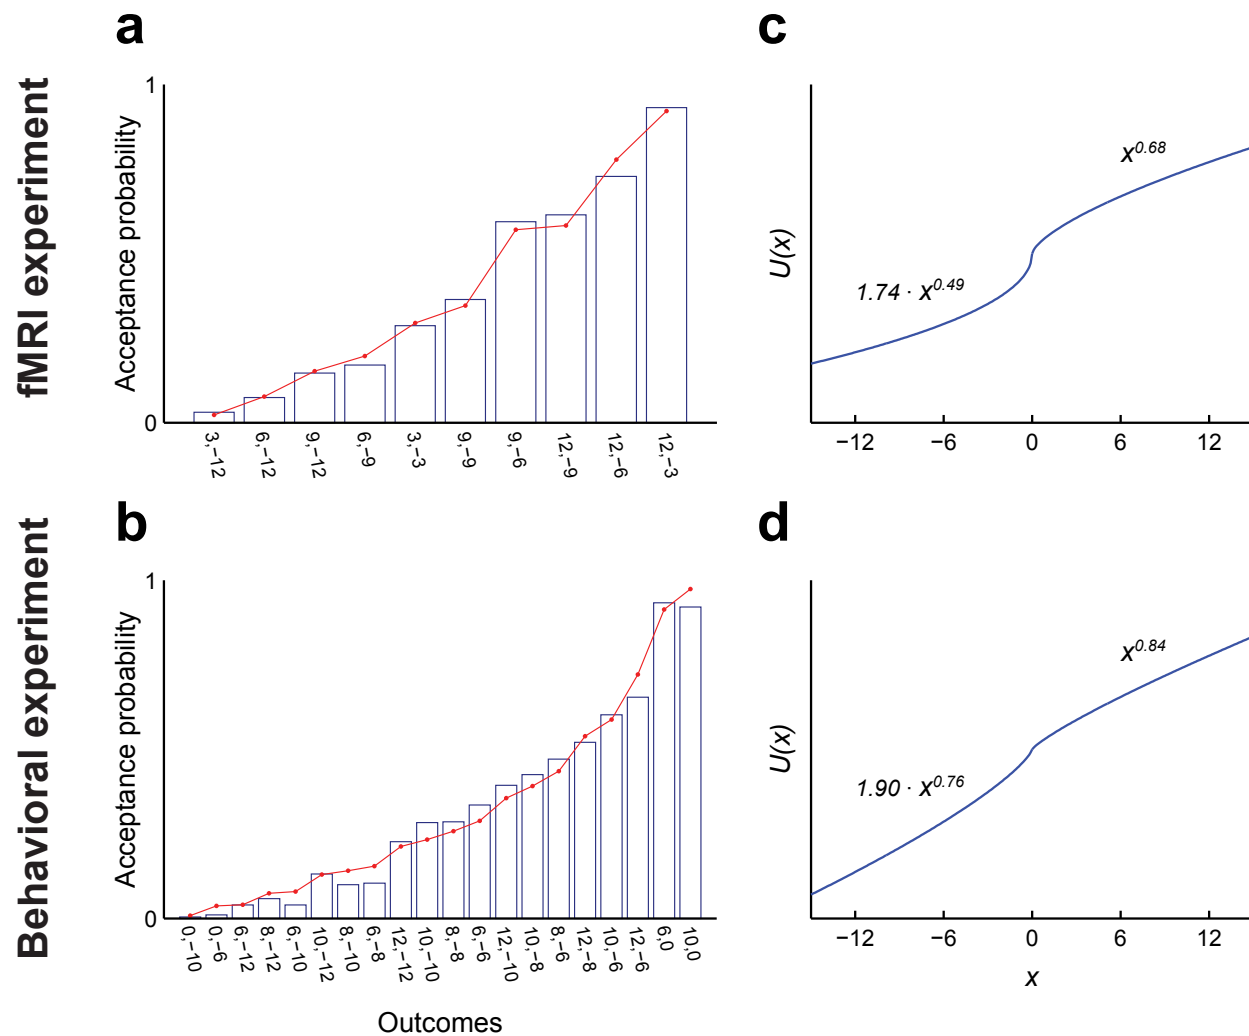 a
fMRI experiment
Acceptance probability
1
0
3,−12
6,−12
9,−12
6,−9
3,−3
9,−9
9,−6
12,−9
12,−6
12,−3
c
U(x)
1.74 · x^0.49
x^0.68
−12
−6
0
6
12
b
Behavioral experiment
Acceptance probability
1
0
0,−10
0,−6
6,−12
8,−12
6,−10
10,−12
8,−10
6,−8
12,−12
10,−10
8,−8
6,−6
12,−10
10,−8
8,−6
12,−8
10,−6
12,−6
6,0
10,0
Outcomes
d
U(x)
1.90 · x^0.76
x^0.84
−12
−6
0
6
12
x